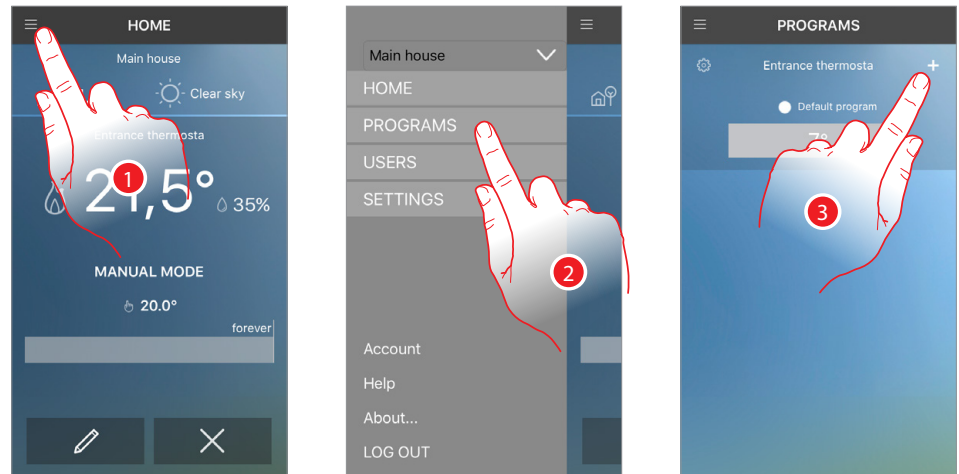 HOME
Main house
Clear sky
Entrance thermosta
1
21,5°
35%
MANUAL MODE
20.0°
forever
Main house
HOME
PROGRAMS
USERS
SETTINGS
2
Account
Help
About...
LOG OUT
PROGRAMS
Entrance thermosta
+
Default program
7°
3